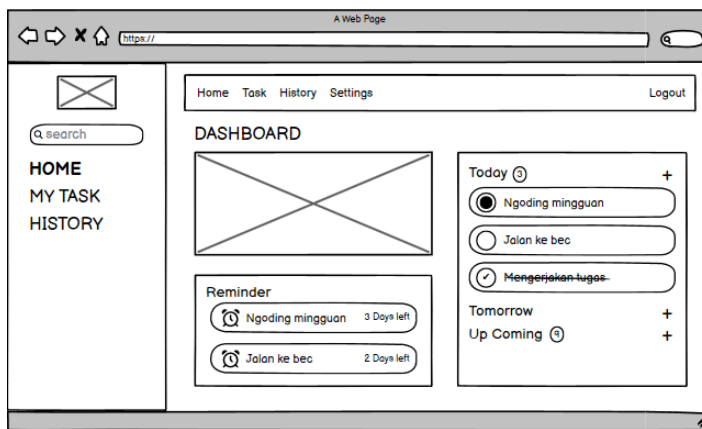 A Web Page
https://
search
HOME
MY TASK
HISTORY
Home Task History Settings Logout
DASHBOARD
Reminder
Ngoding mingguan 3 Days left
Jalan ke bec 2 Days left
Today 3 +
Ngoding mingguan
Jalan ke bec
Mengerjakan tugas
Tomorrow +
Up Coming 9 +